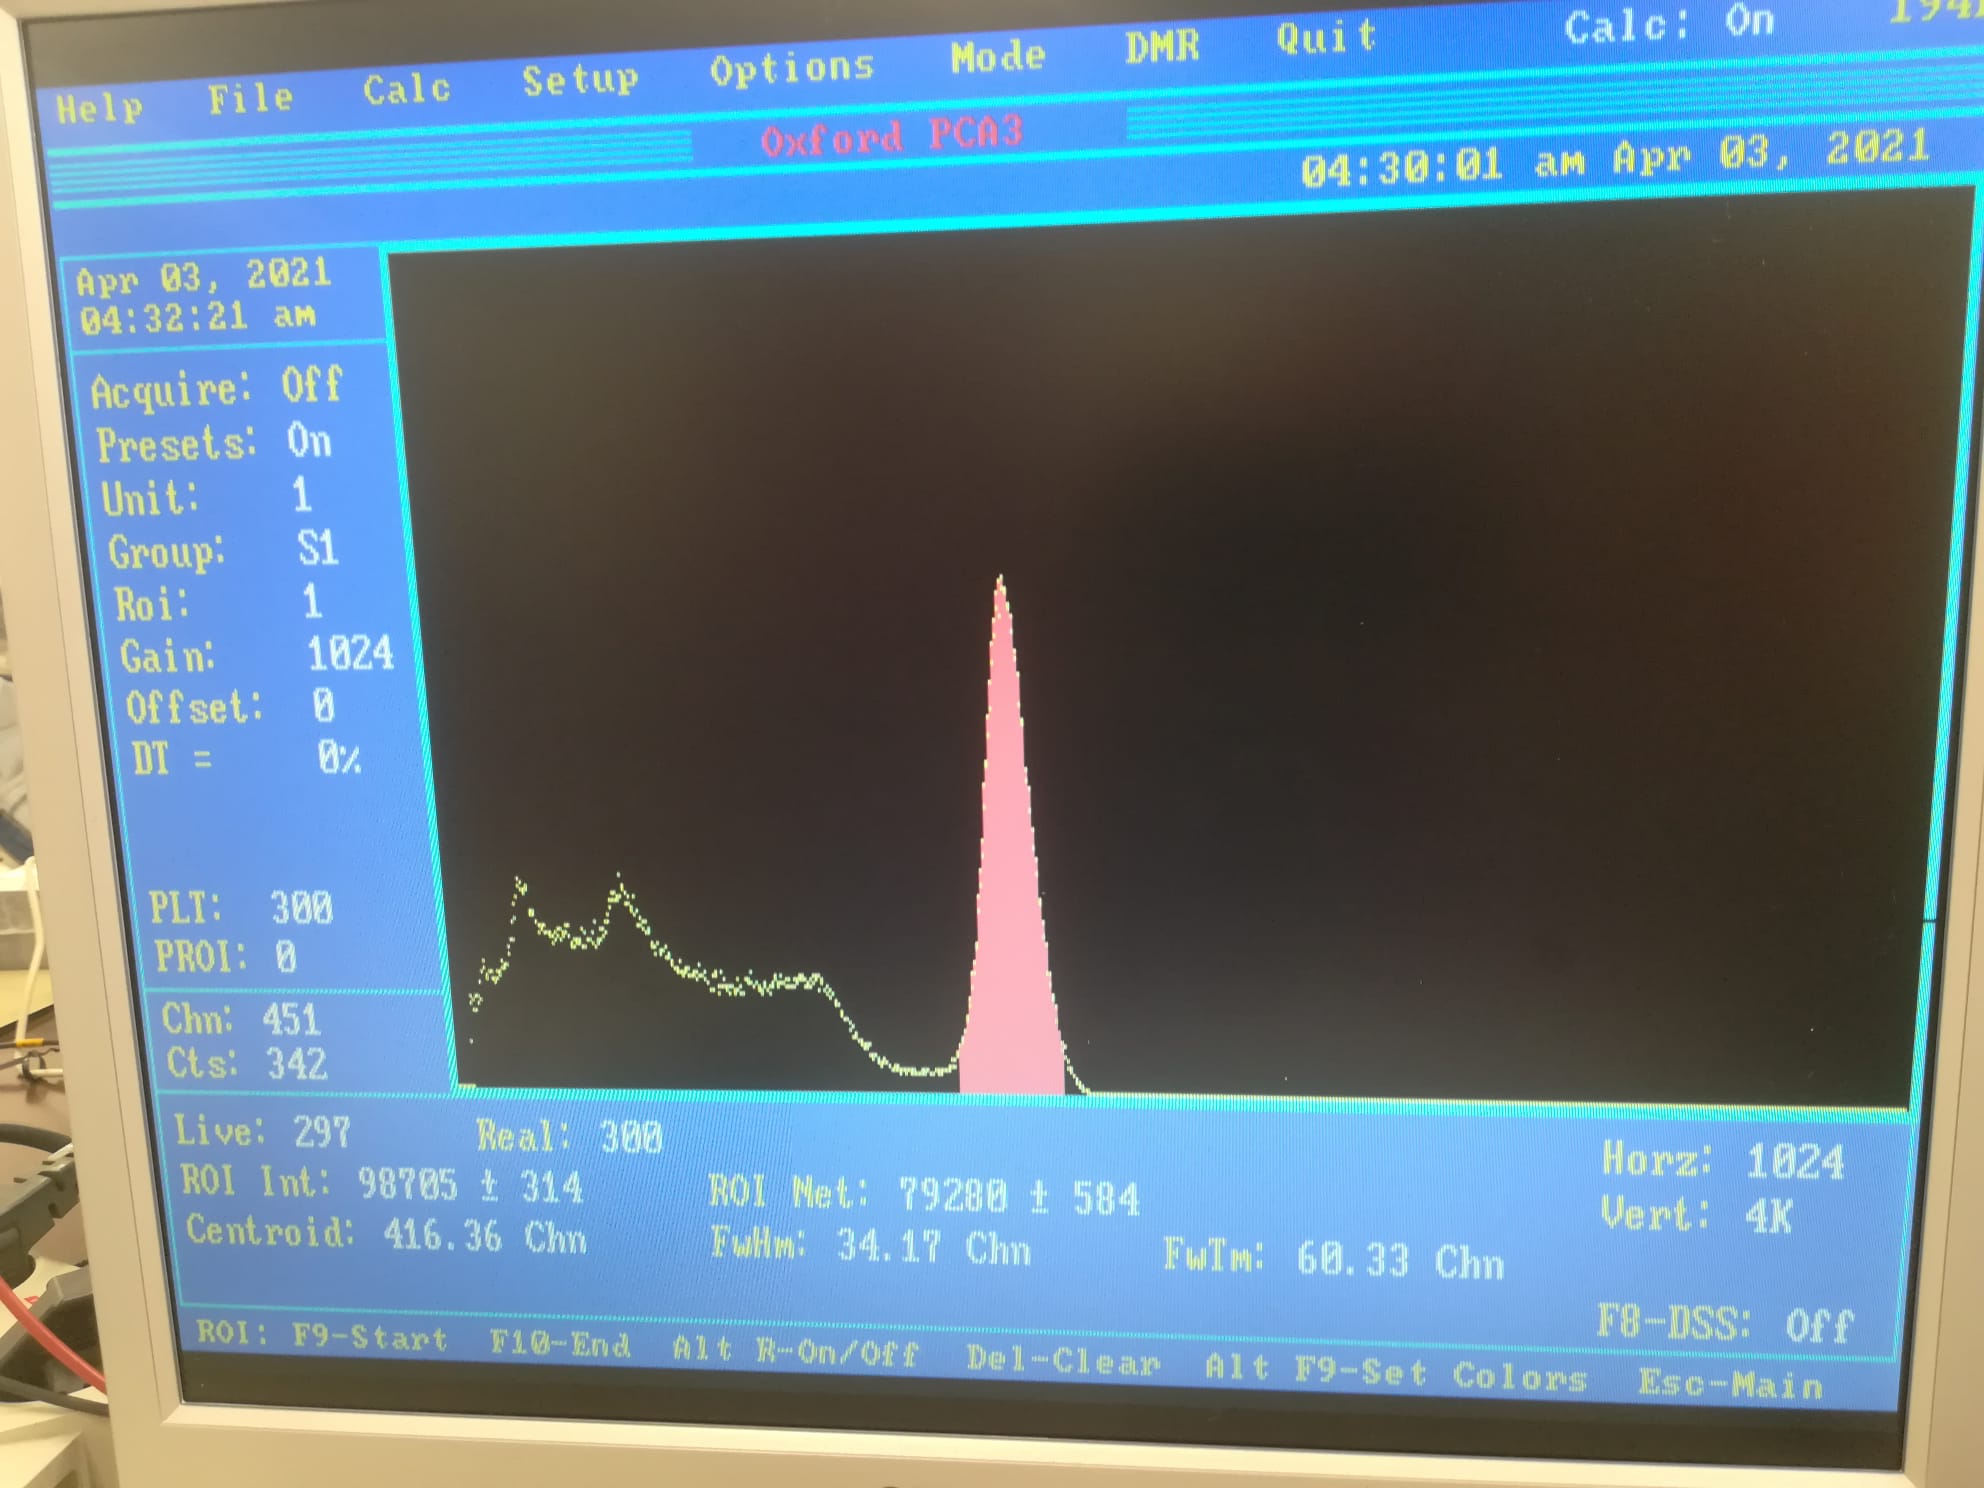 Help File Calc Setup Options Mode DMR Quit Calc: On
Oxford PCA3
04:30:01 am Apr 03, 2021
Apr 03, 2021
04:32:21 am
Acquire: Off
Presets: On
Unit: 1
Group: S1
Roi: 1
Gain: 1024
Offset: 0
DT = 0%
PLT: 300
PROI: 0
Chn: 451
Cts: 342
Live: 297 Real: 300
Horz: 1024
ROI Int: 98705 ± 314 ROI Net: 79280 ± 584
Vert: 4K
Centroid: 416.36 Chn FwHm: 34.17 Chn FwTm: 60.33 Chn
F8-DSS: Off
ROI: F9-Start F10-End Alt R-On/Off Del-Clear Alt F9-Set Colors Esc-Main